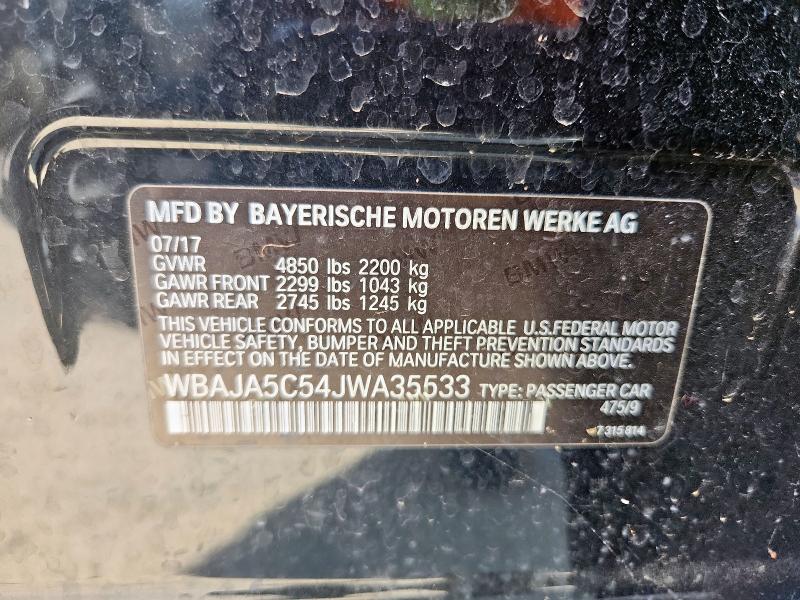 MFD BY BAYERISCHE MOTOREN WERKE AG
07/17
GVWR 4850 lbs 2200 kg
GAWR FRONT 2299 lbs 1043 kg
GAWR REAR 2745 lbs 1245 kg
THIS VEHICLE CONFORMS TO ALL APPLICABLE U.S.FEDERAL MOTOR
VEHICLE SAFETY, BUMPER AND THEFT PREVENTION STANDARDS
IN EFFECT ON THE DATE OF MANUFACTURE SHOWN ABOVE.
WBAJA5C54JWA35533 TYPE: PASSENGER CAR
475/9
7 315 814